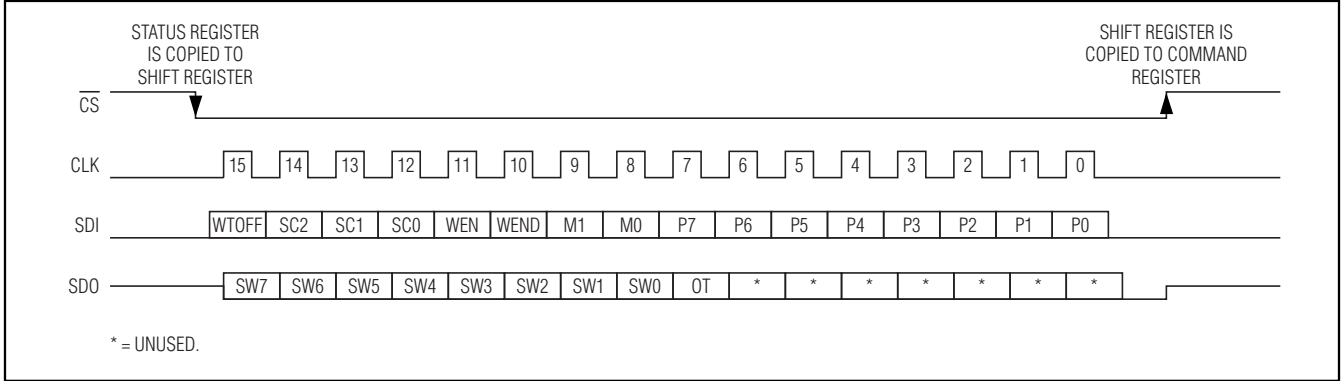 STATUS REGISTER
IS COPIED TO
SHIFT REGISTER
SHIFT REGISTER IS
COPIED TO COMMAND
REGISTER
CS
CLK 15 14 13 12 11 10 9 8 7 6 5 4 3 2 1 0
SDI WTOFF SC2 SC1 SC0 WEN WEND M1 M0 P7 P6 P5 P4 P3 P2 P1 P0
SDO SW7 SW6 SW5 SW4 SW3 SW2 SW1 SW0 OT * * * * * * *
* = UNUSED.